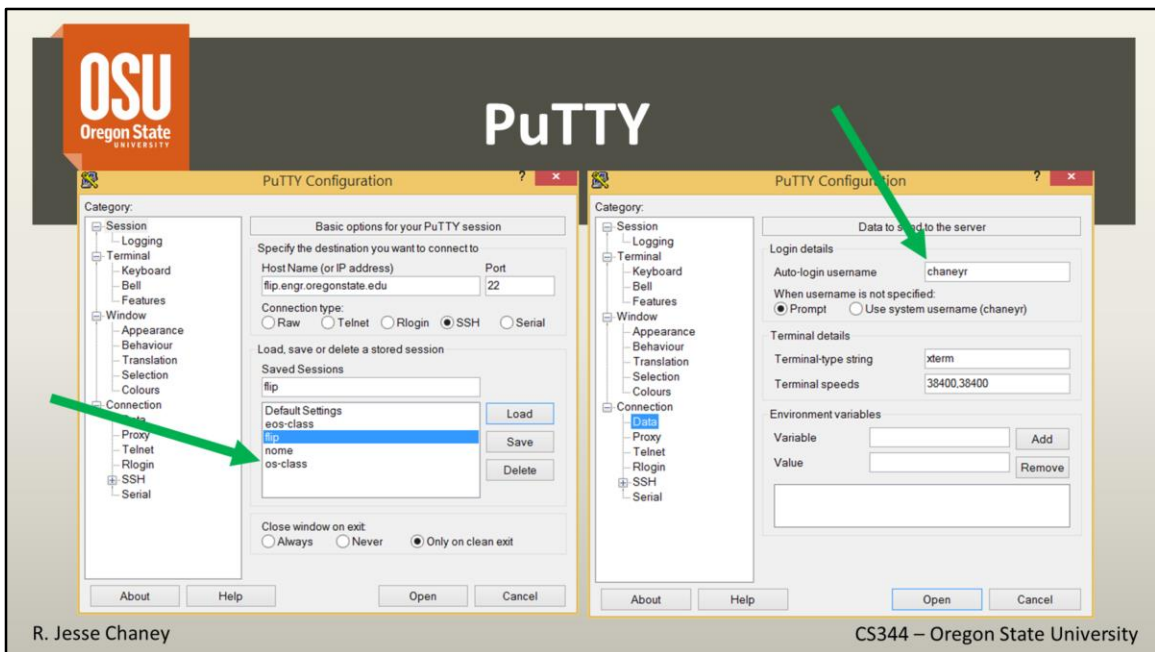 OSU
Oregon State
UNIVERSITY
PuTTY
PuTTY Configuration
?
×
Category:
Session
Logging
Terminal
Keyboard
Bell
Features
Window
Appearance
Behaviour
Translation
Selection
Colours
Connection
Proxy
Telnet
Rlogin
SSH
Serial
Basic options for your PuTTY session
Specify the destination you want to connect to
Host Name (or IP address) Port
flip.engr.oregonstate.edu 22
Connection type:
Raw Telnet Rlogin SSH Serial
Load, save or delete a stored session
Saved Sessions
flip
Default Settings
eos-class
flip
nome
os-class
Load
Save
Delete
Close window on exit:
Always Never Only on clean exit
About Help Open Cancel
PuTTY Configuration
?
×
Category:
Session
Logging
Terminal
Keyboard
Bell
Features
Window
Appearance
Behaviour
Translation
Selection
Colours
Connection
Data
Proxy
Telnet
Rlogin
SSH
Serial
Data to send to the server
Login details
Auto-login username chaneyr
When username is not specified:
Prompt Use system username (chaneyr)
Terminal details
Terminal-type string xterm
Terminal speeds 38400,38400
Environment variables
Variable Add
Value Remove
About Help Open Cancel
R. Jesse Chaney
CS344 – Oregon State University